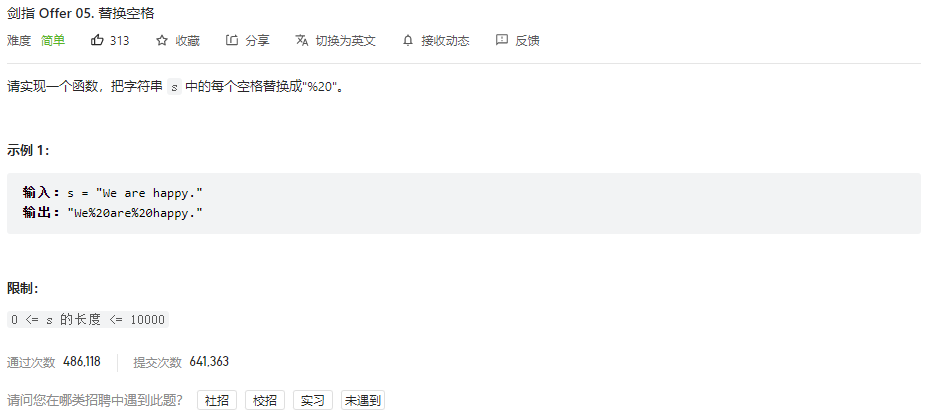 剑指 Offer 05. 替换空格
难度 简单 313 收藏 分享 切换为英文 接收动态 反馈
请实现一个函数，把字符串 s 中的每个空格替换成"%20"。
示例 1：
输入：s = "We are happy."
输出："We%20are%20happy."
限制：
0 <= s 的长度 <= 10000
通过次数 486,118 提交次数 641,363
请问您在哪类招聘中遇到此题？ 社招 校招 实习 未遇到